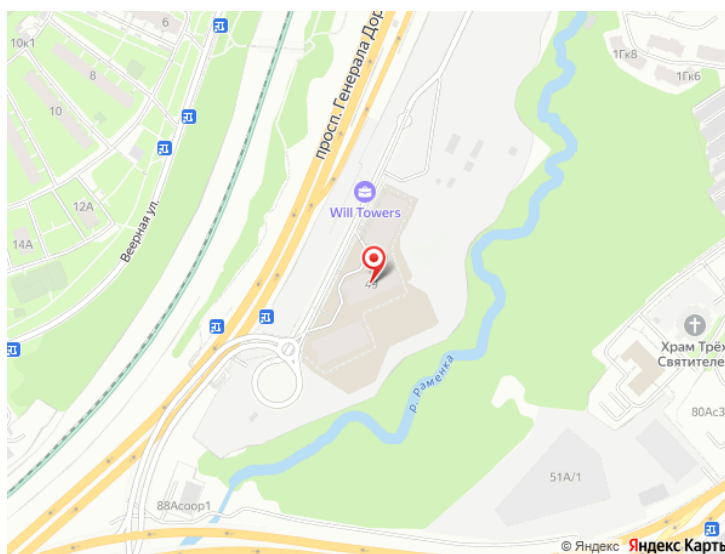 6
10к1
8
1Гк8
1Гк6
10
просп. Генерала Дор
12А
Will Towers
14А
Веерная ул.
49
Храм Трёх
Святителе
р. Раменка
80Ас3
51А/1
88Асоор1
© Яндекс Яндекс Карты